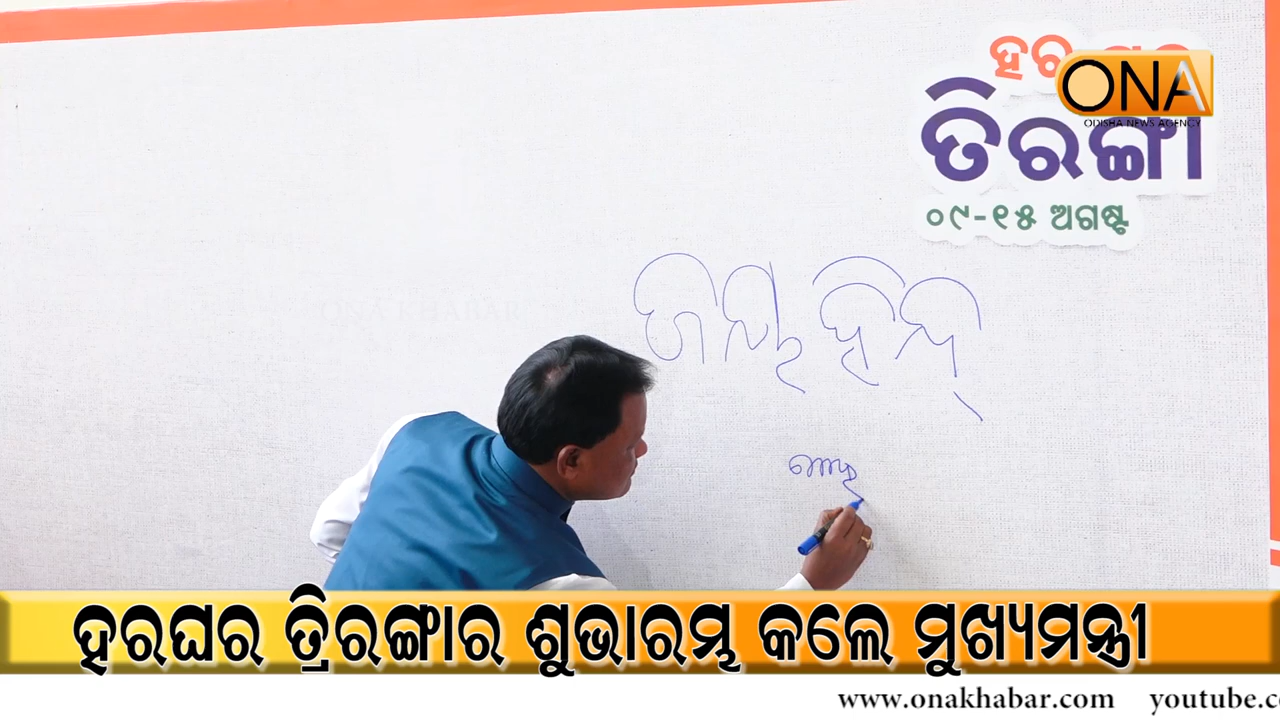 ହର
ONA
ODISHA NEWS AGENCY
ତିରଙ୍ଗା
୦୯-୧୫ ଅଗଷ୍ଟ
ONA KHABAR
ଜୟ ହିନ୍ଦ୍
ହରଘର ତ୍ରିରଙ୍ଗାର ଶୁଭାରମ୍ଭ କଲେ ମୁଖ୍ୟମନ୍ତ୍ରୀ
www.onakhabar.com youtube.c